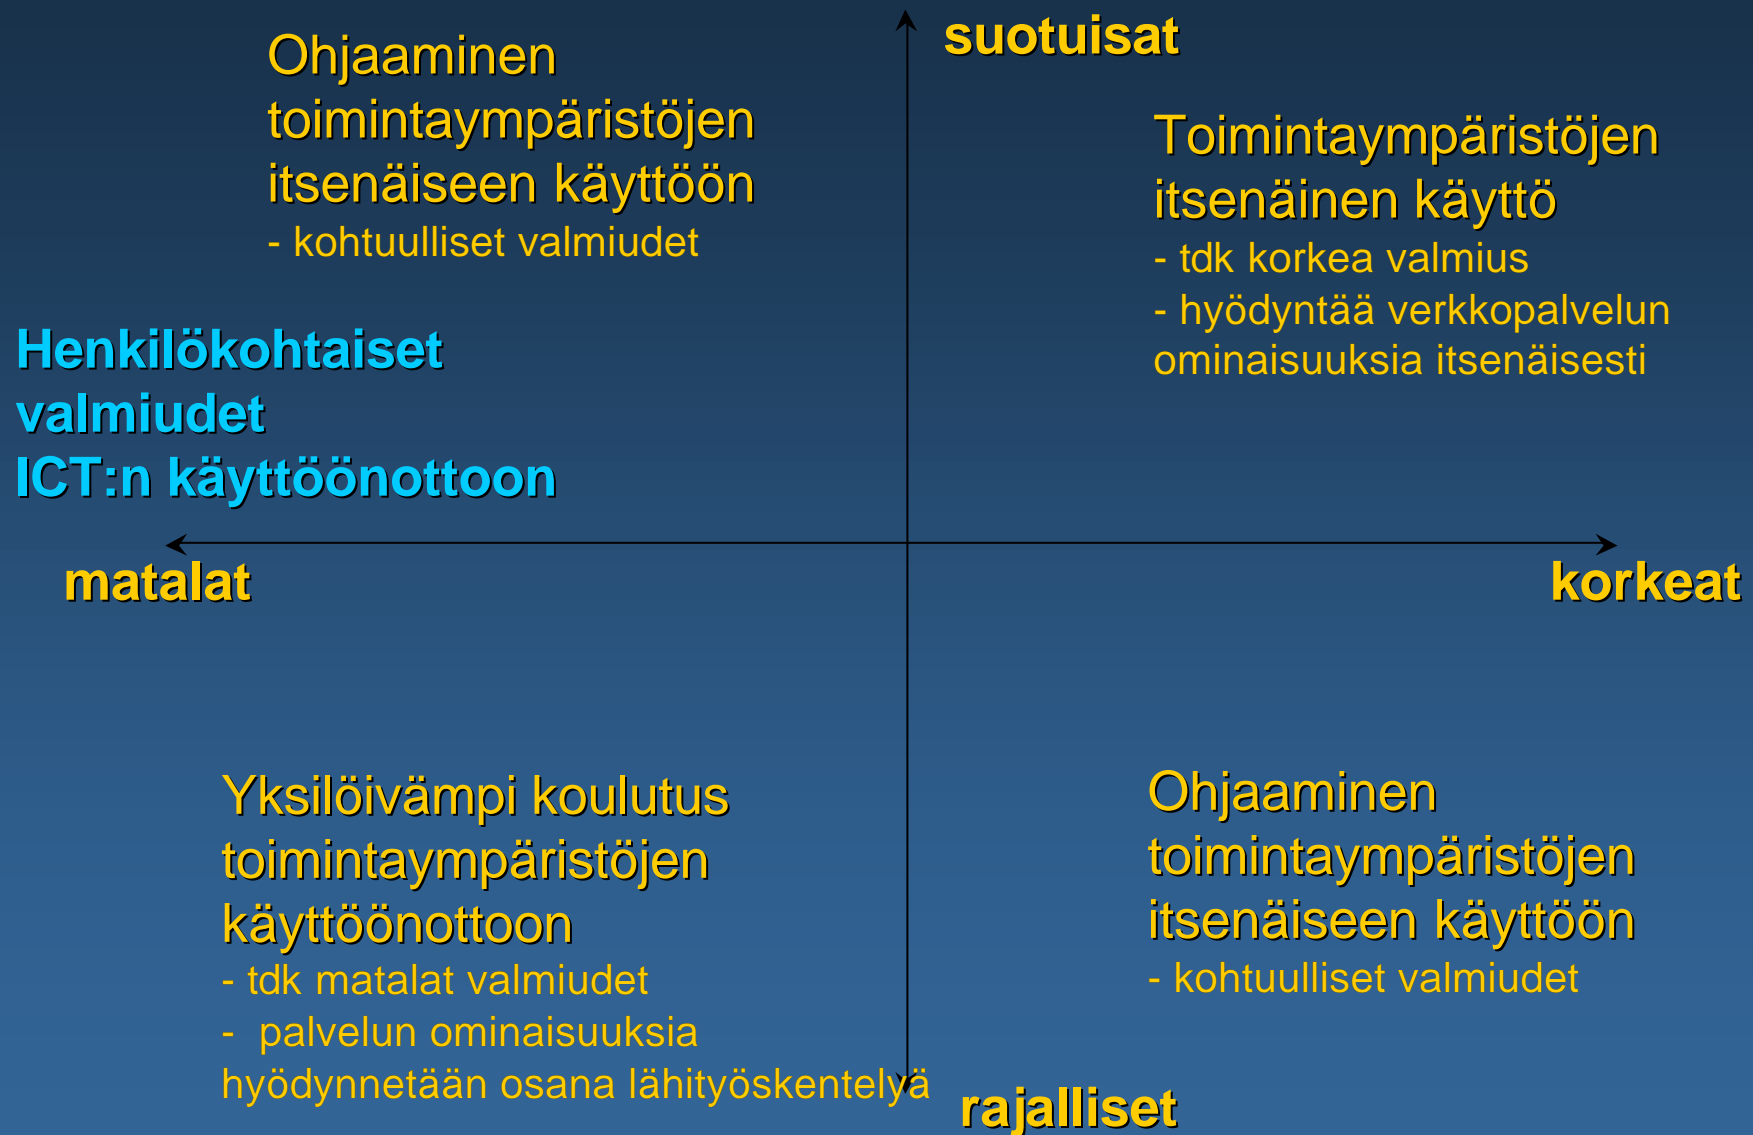 suotuisat
Ohjaaminen
toimintaympäristöjen
itsenäiseen käyttöön
- kohtuulliset valmiudet
Toimintaympäristöjen
itsenäinen käyttö
- tdk korkea valmius
- hyödyntää verkkopalvelun
ominaisuuksia itsenäisesti
Henkilökohtaiset
valmiudet
ICT:n käyttöönottoon
matalat
korkeat
Yksilöivämpi koulutus
toimintaympäristöjen
käyttöönottoon
- tdk matalat valmiudet
- palvelun ominaisuuksia
hyödynnetään osana lähityöskentelyä
Ohjaaminen
toimintaympäristöjen
itsenäiseen käyttöön
- kohtuulliset valmiudet
rajalliset